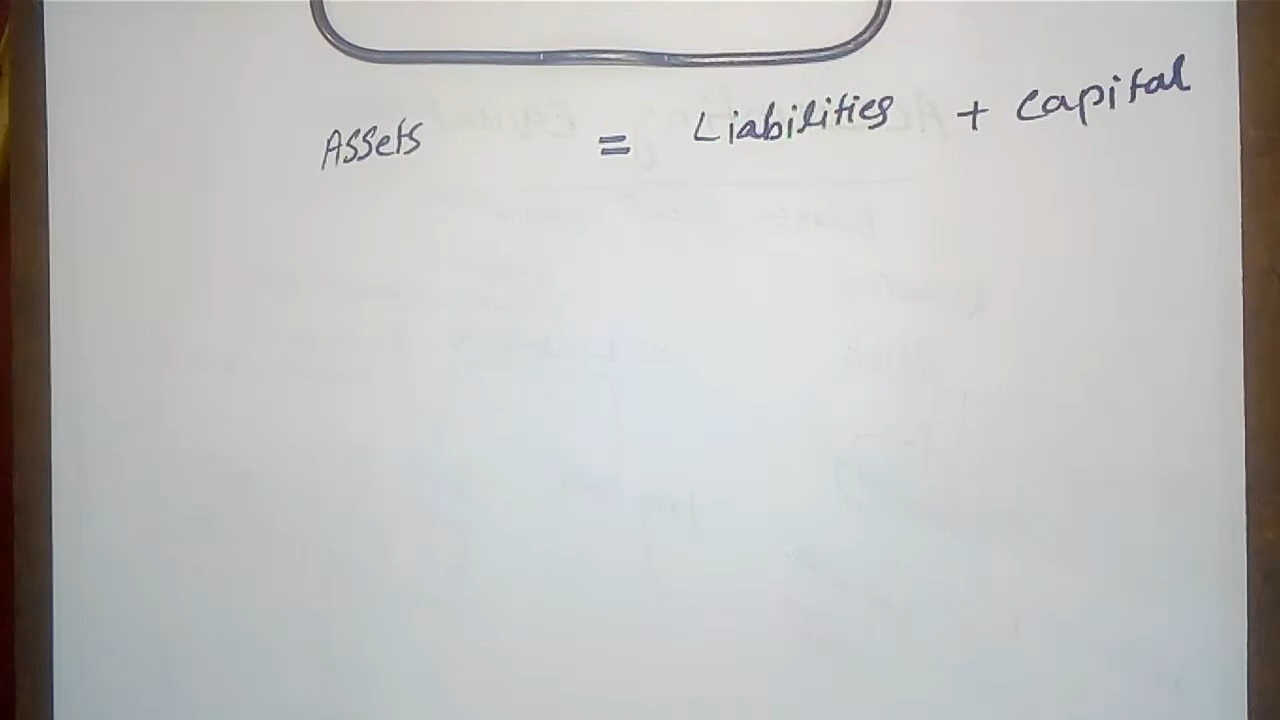 Assets = Liabilities + capital